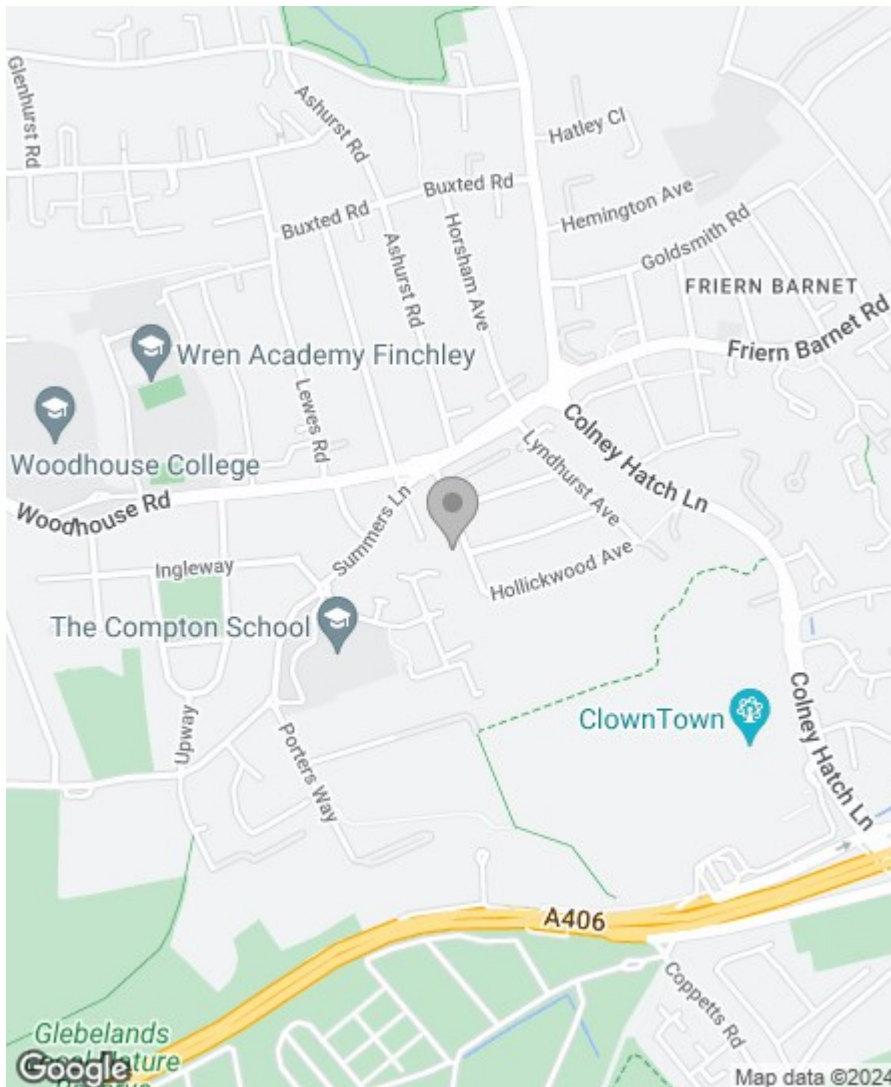 Glenhurst Rd
Ashurst Rd
Hatley Cl
Buxted Rd
Hemington Ave
Buxted Rd
Horsham Ave
Goldsmith Rd
Ashurst Rd
FRIERN BARNET
Wren Academy Finchley
Friern Barnet Rd
Lewes Rd
Colney Hatch Ln
Woodhouse College
Lyndhurst Ave
Woodhouse Rd
Summers Ln
Ingleway
Hollickwood Ave
The Compton School
ClownTown
Upway
Porters Way
Colney Hatch Ln
A406
Coppetts Rd
Glebelands
Local Nature
Reserve
Google
Map data ©2024